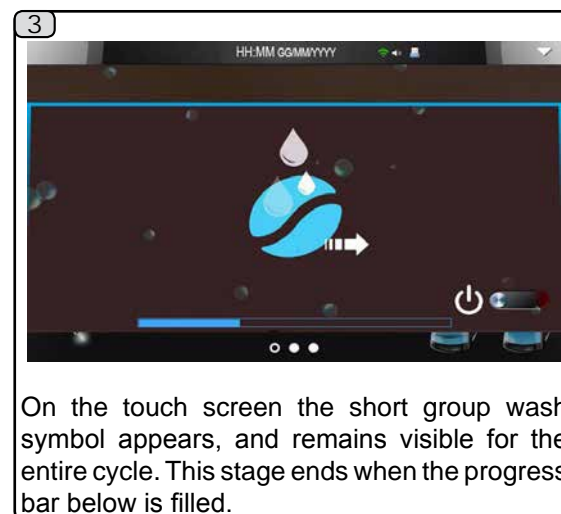 3
HH:MM GG/MM/YYYY
On the touch screen the short group wash
symbol appears, and remains visible for the
entire cycle. This stage ends when the progress
bar below is filled.